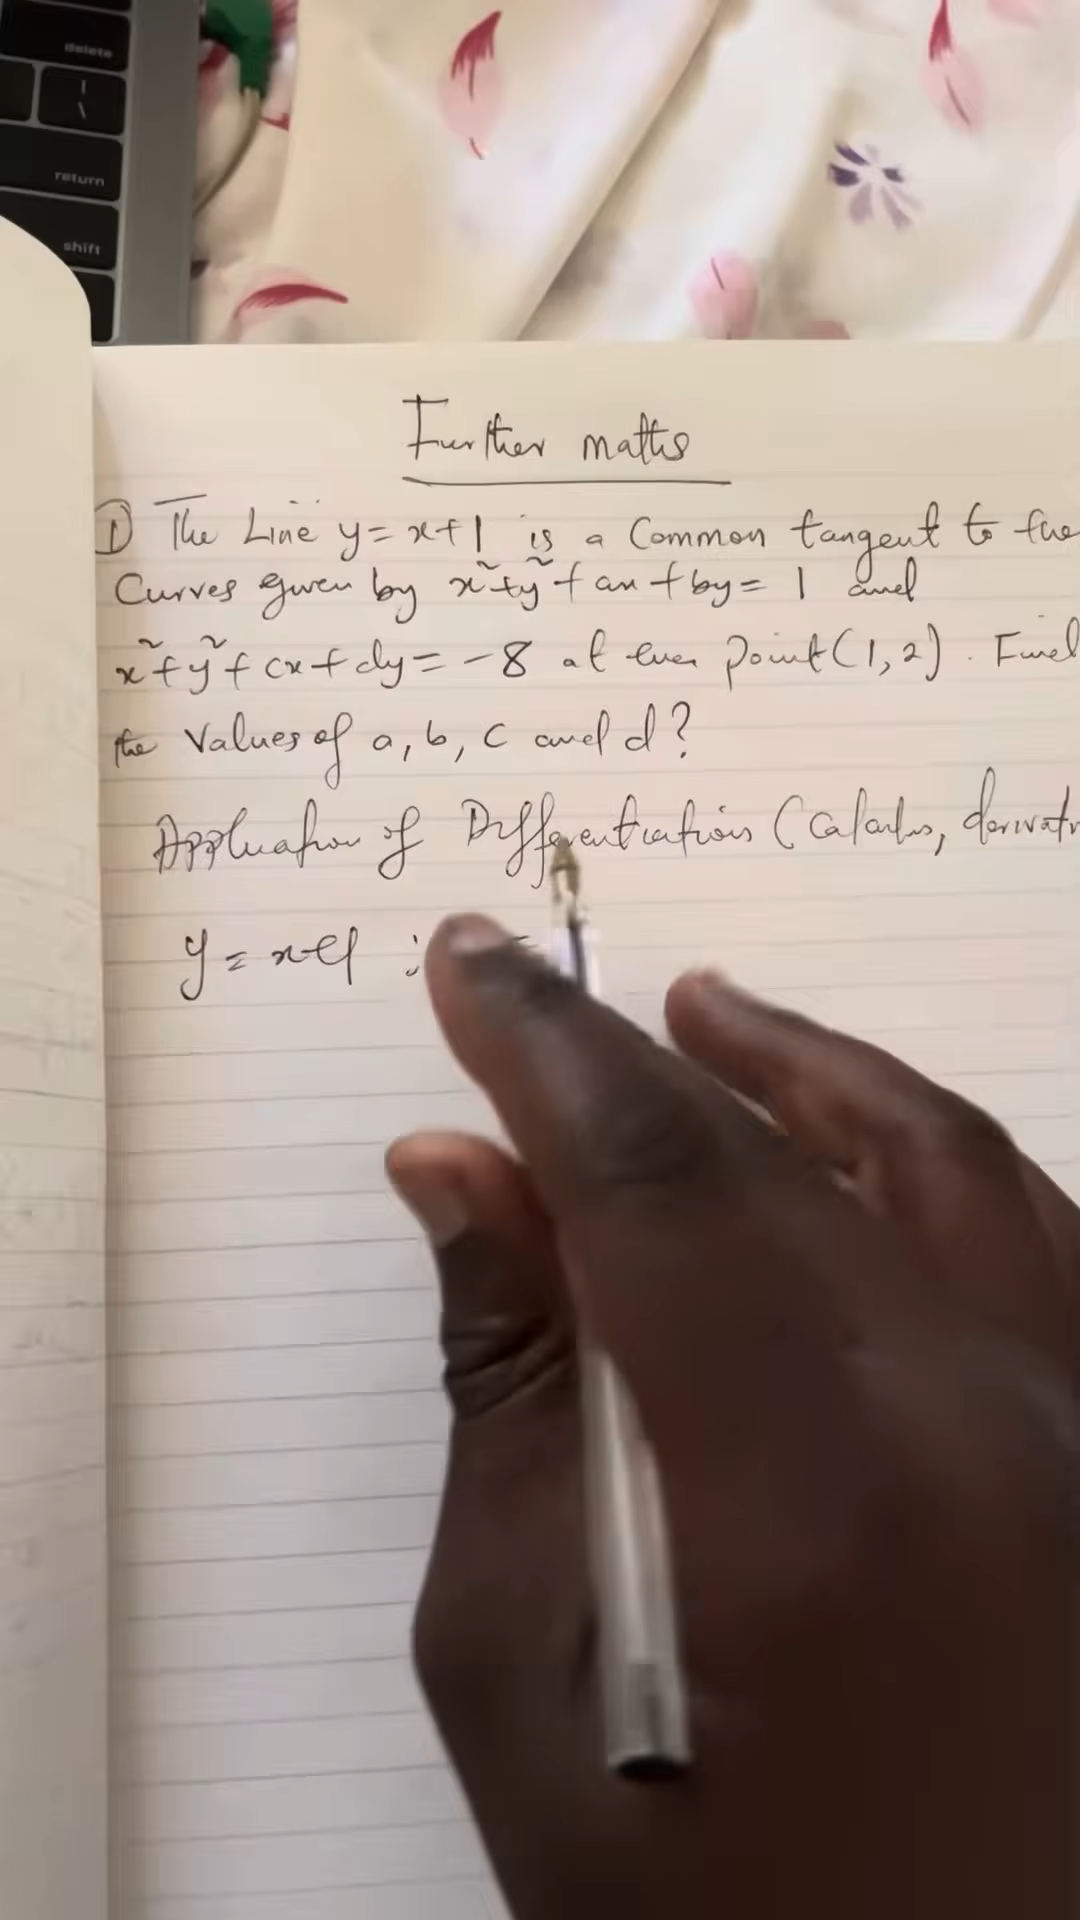 delete
|
\
return
shift
Further maths
① The Line y = x+1 is a Common tangent to the
Curves given by x²+y²+ax+by = 1 and
x²+y²+cx+dy = -8 at point (1,2). Find
the Values of a, b, c and d?
Application of Differentiation (Calculus,
y = x+1 ;